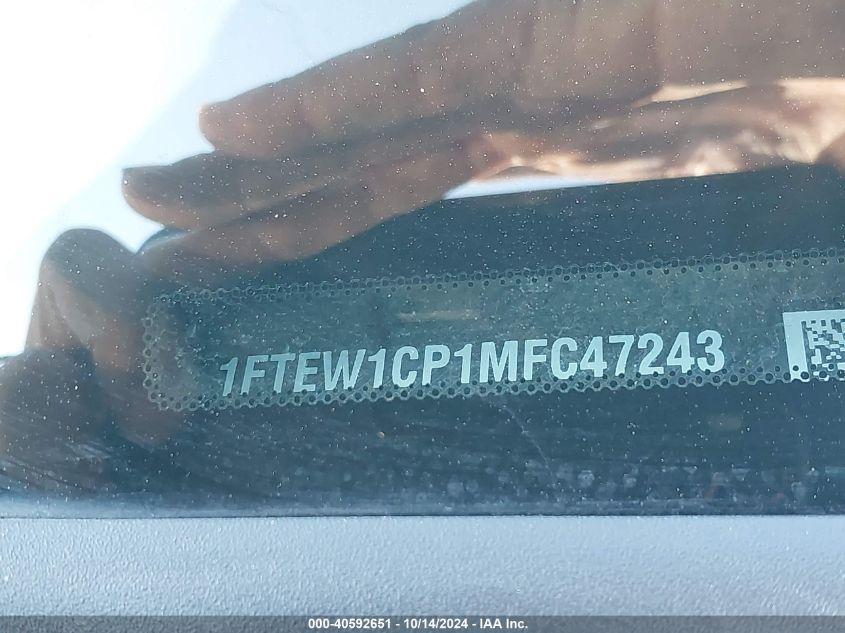 1FTEW1CP1MFC47243
000-40592651 - 10/14/2024 - IAA Inc.